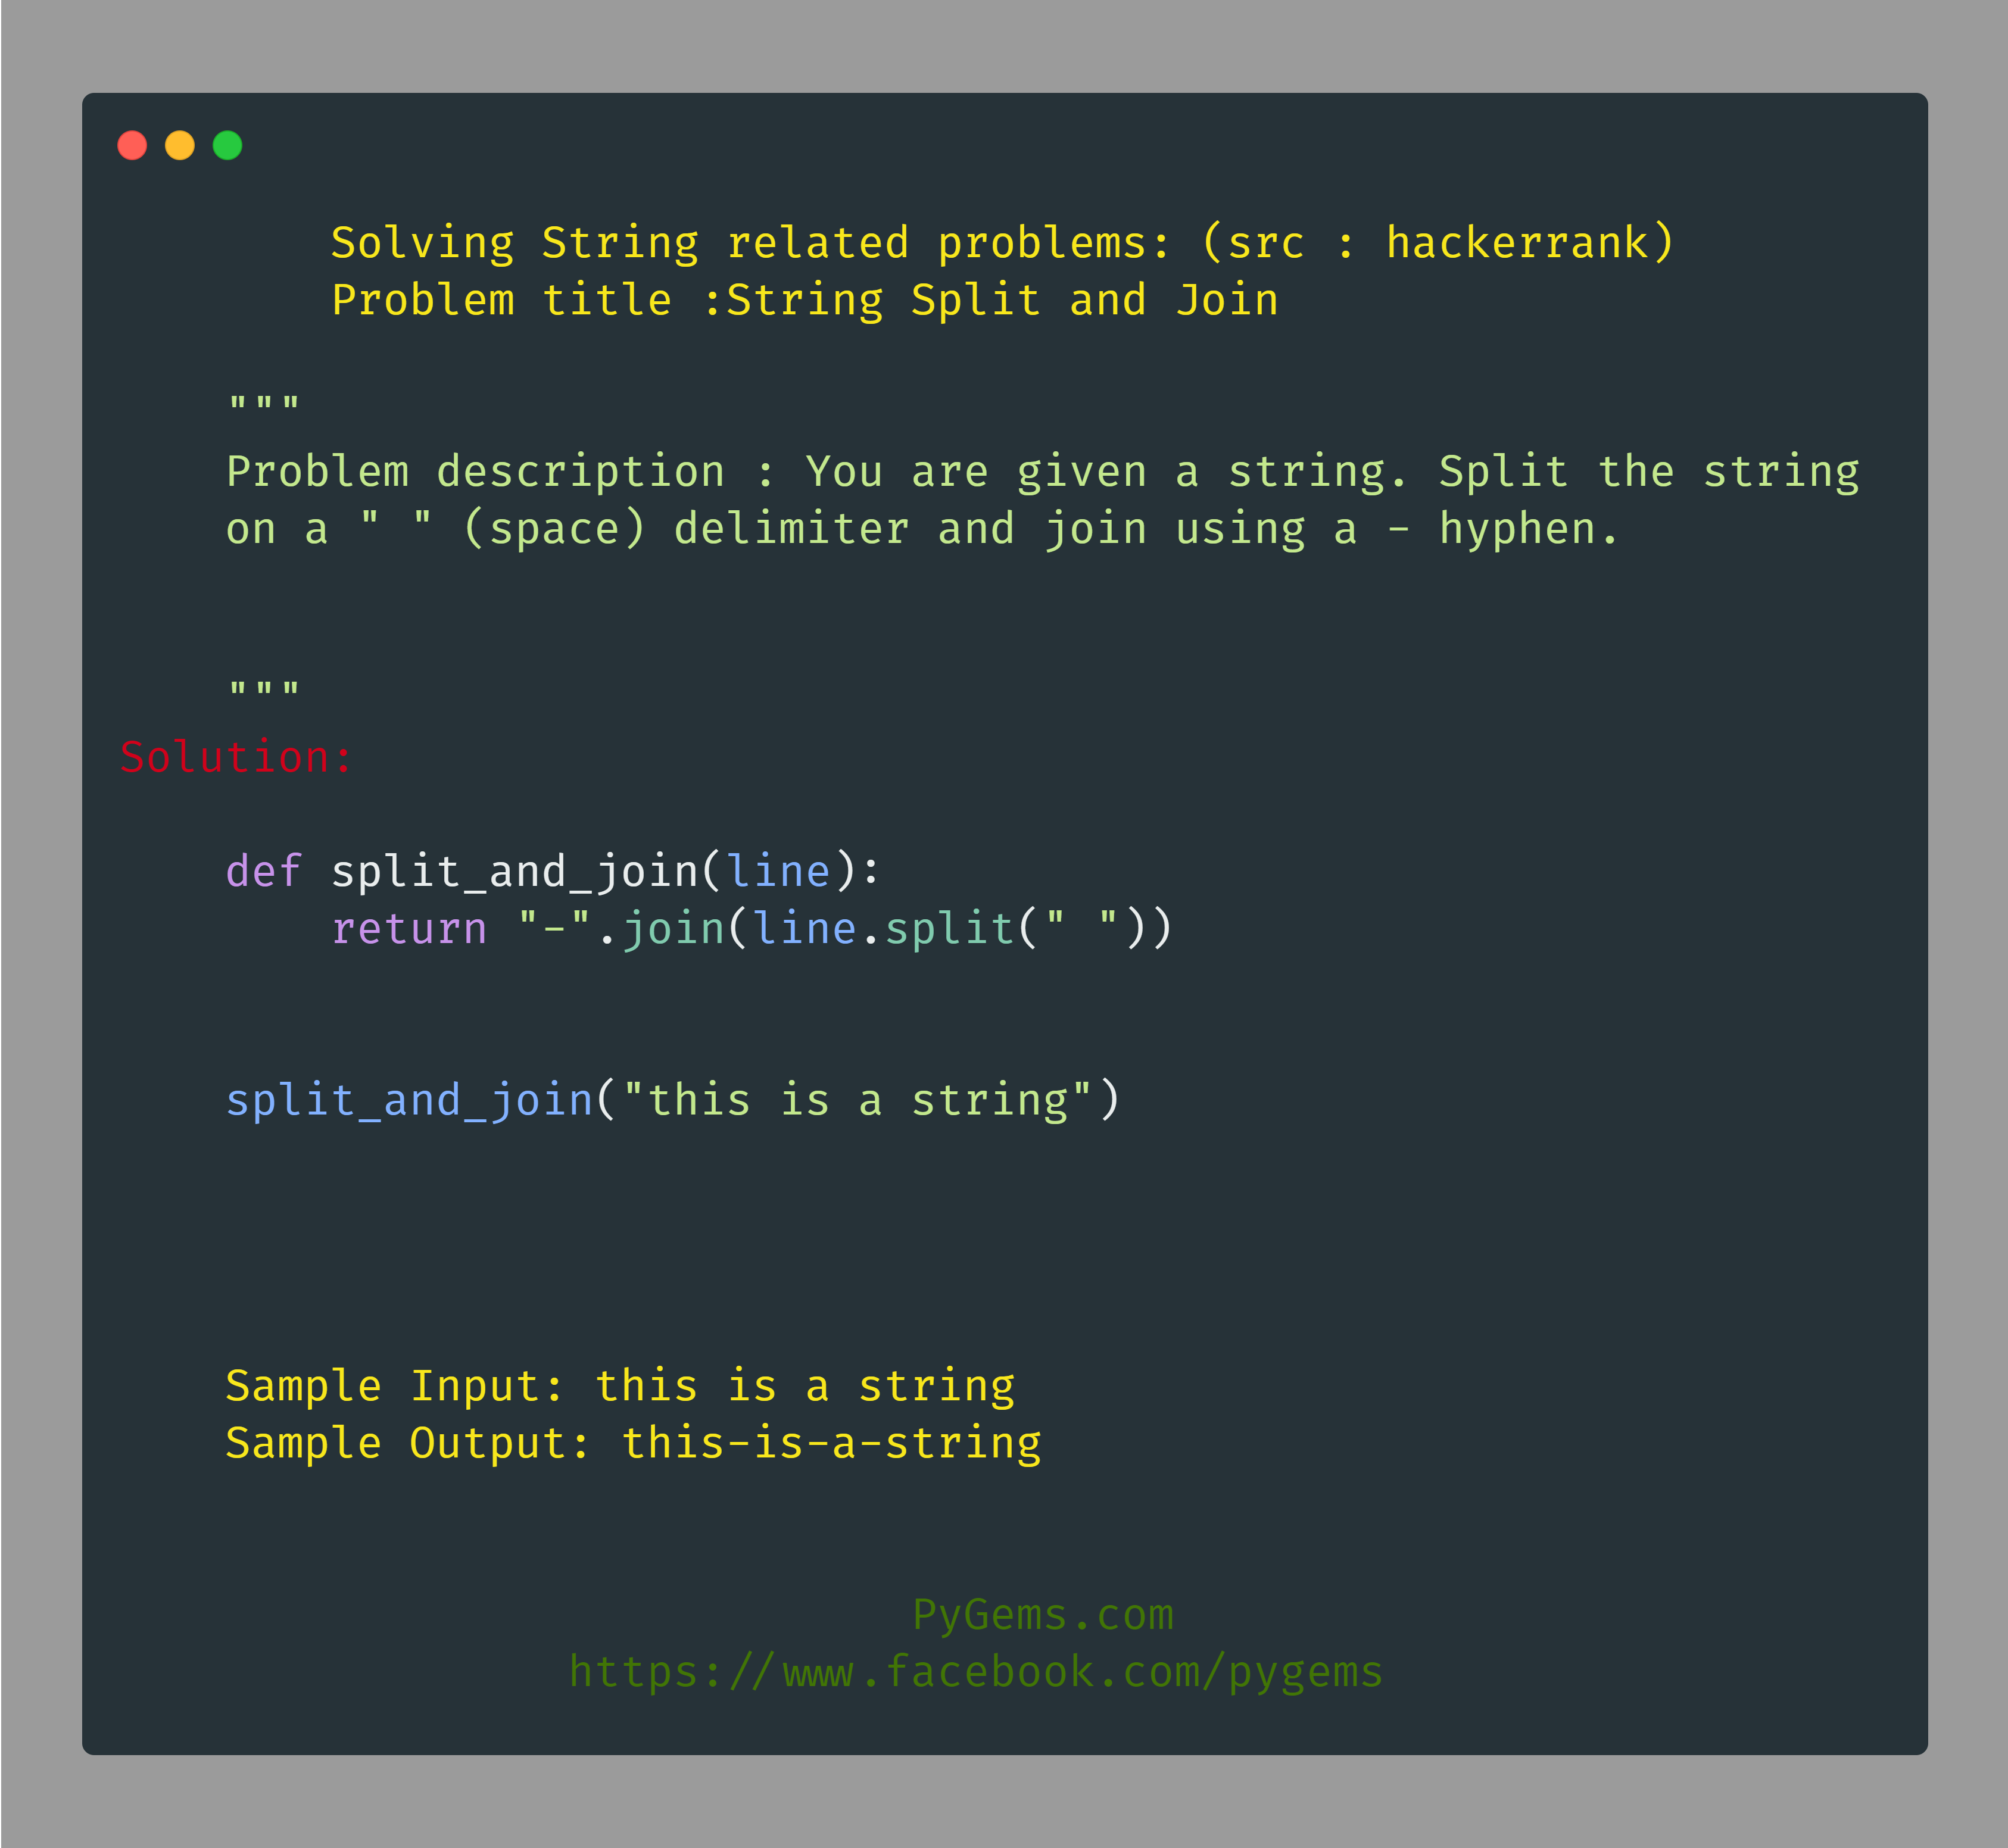 Solving String related problems: (src : hackerrank)
Problem title :String Split and Join
"""
Problem description : You are given a string. Split the string
on a " " (space) delimiter and join using a - hyphen.
"""
Solution:
def split_and_join(line):
return "-".join(line.split(" "))
split_and_join("this is a string")
Sample Input: this is a string
Sample Output: this-is-a-string
PyGems.com
https://www.facebook.com/pygems